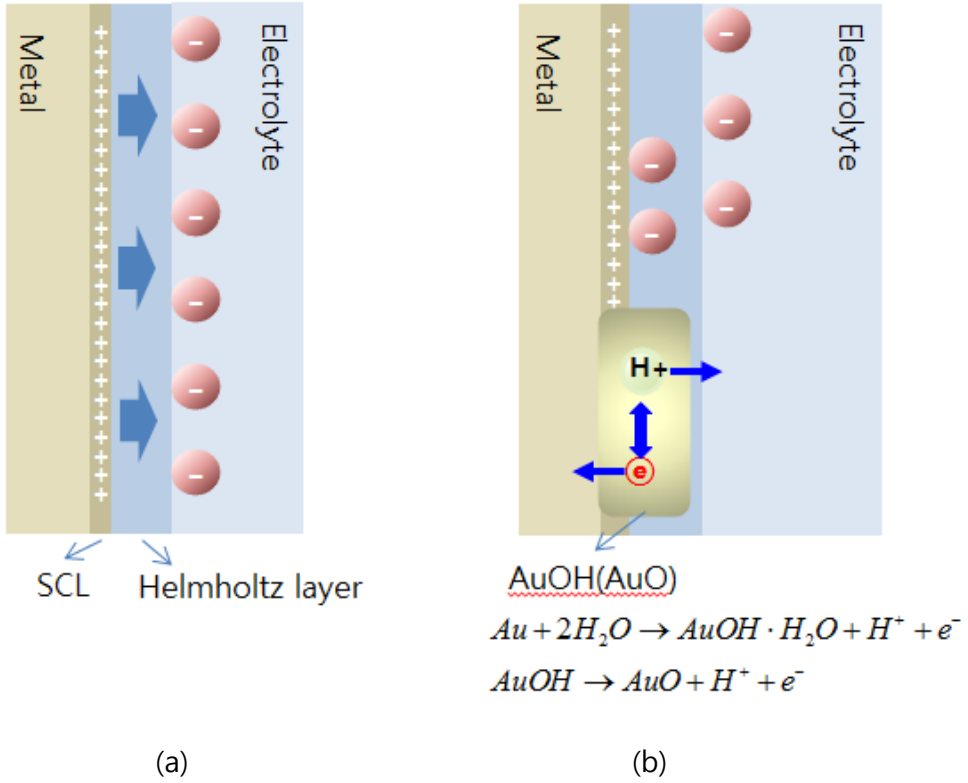 Metal
Electrolyte
+ + + + + + + + + + + + + + + + + + + + + + + +
−
−
−
−
−
−
SCL
Helmholtz layer
(a)
Metal
Electrolyte
+ + + + + + + + + + + + + +
−
−
−
−
−
H+
e
AuOH(AuO)
Au + 2H₂O → AuOH · H₂O + H⁺ + e⁻
AuOH → AuO + H⁺ + e⁻
(b)